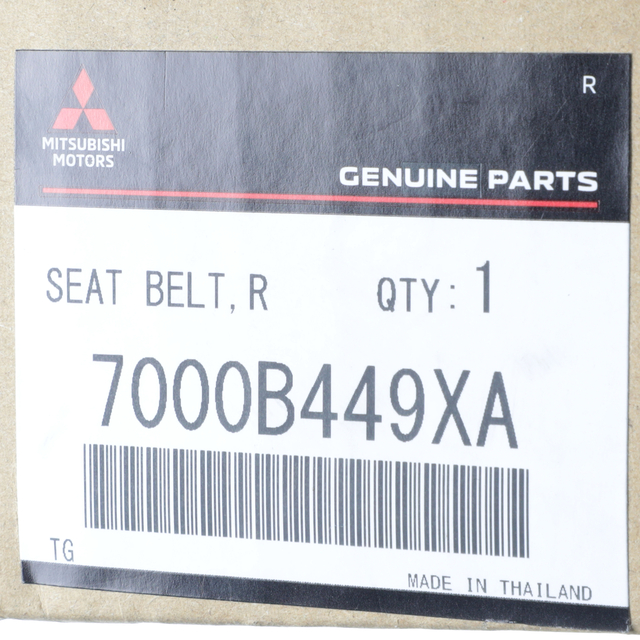 R
MITSUBISHI
MOTORS
GENUINE PARTS
SEAT BELT, R QTY: 1
7000B449XA
TG
MADE IN THAILAND